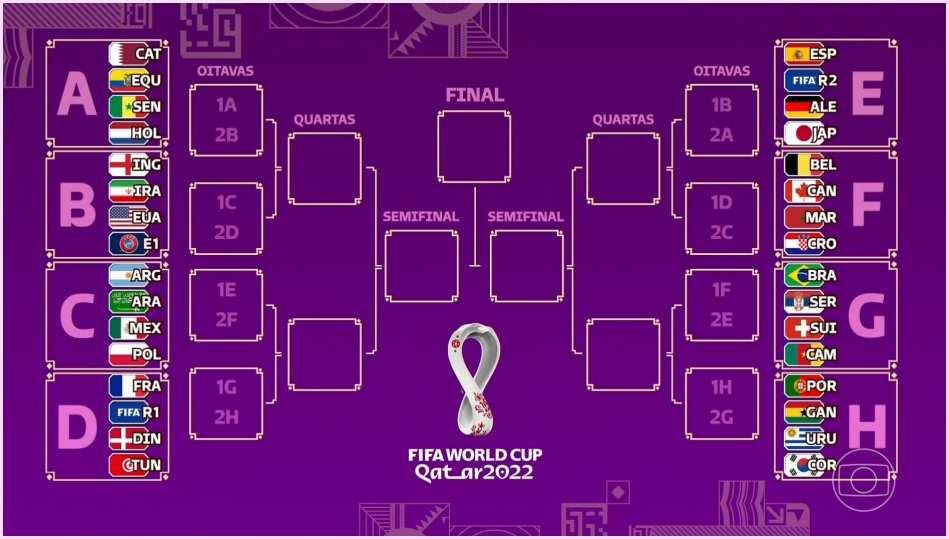 A
CAT
EQU
SEN
HOL
B
ING
IRA
EUA
E1
C
ARG
ARA
MEX
POL
D
FRA
FIFA R1
DIN
TUN
OITAVAS
1A
2B
1C
2D
1E
2F
1G
2H
QUARTAS
SEMIFINAL
FINAL
SEMIFINAL
QUARTAS
OITAVAS
1B
2A
1D
2C
1F
2E
1H
2G
E
ESP
FIFA R2
ALE
JAP
F
BEL
CAN
MAR
CRO
G
BRA
SER
SUI
CAM
H
POR
GAN
URU
COR
FIFA WORLD CUP
Qatar2022